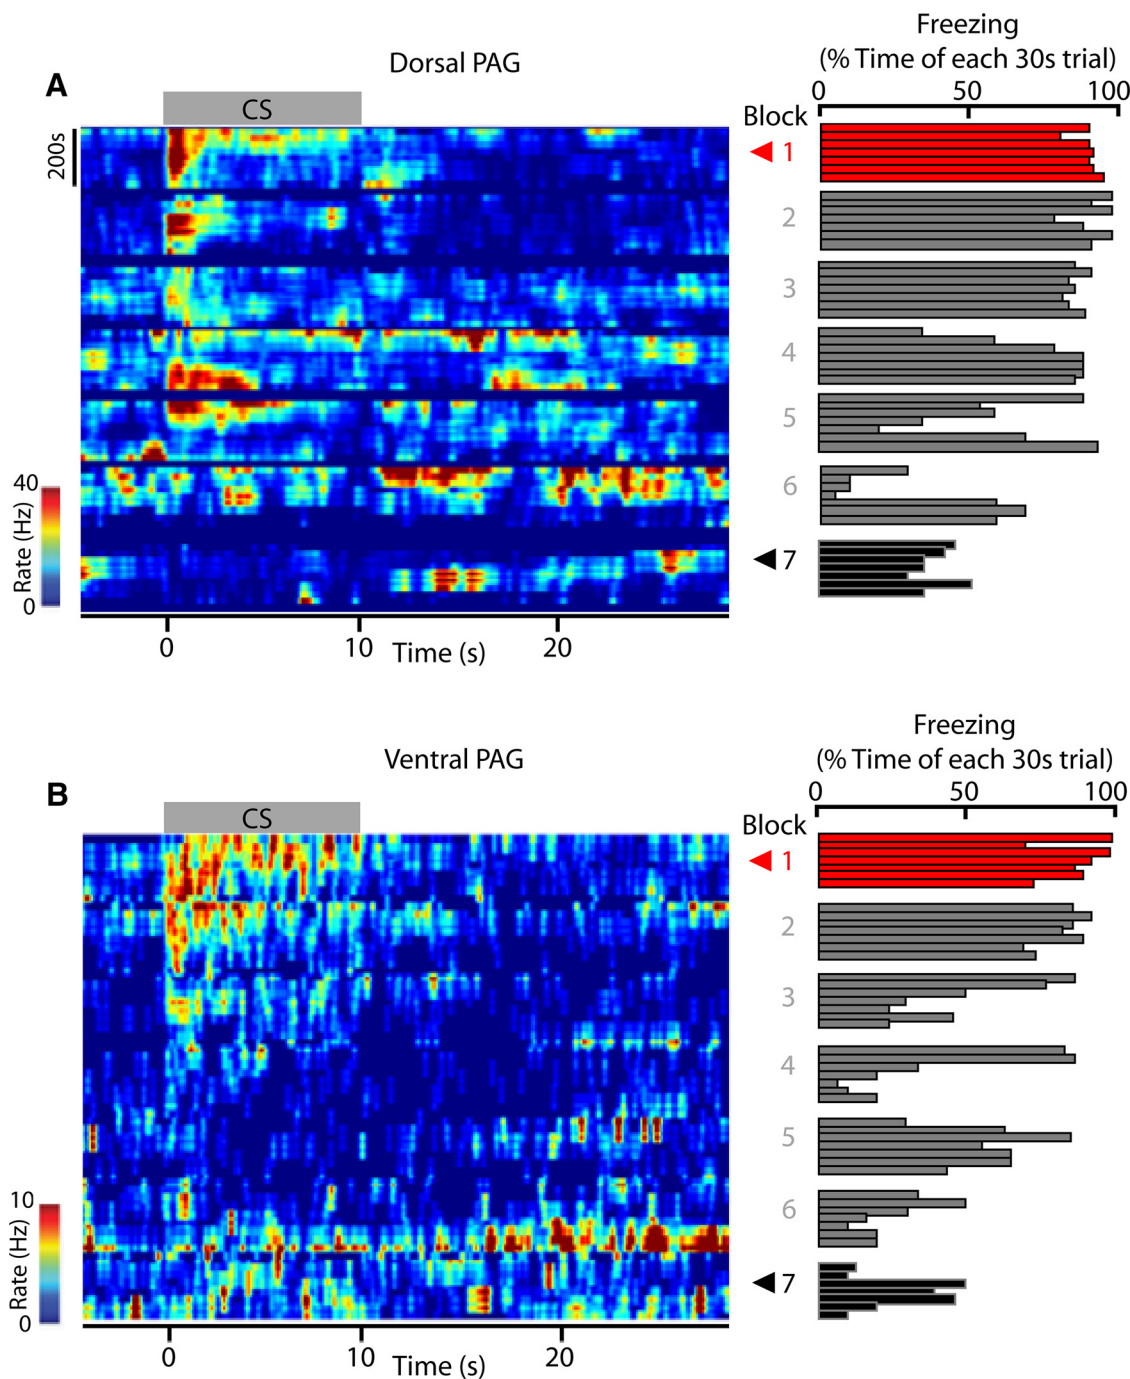 Freezing
(% Time of each 30s trial)
Dorsal PAG
A
0 50 100
CS
Block
200s
1
2
3
4
5
6
7
40
Rate (Hz)
0
0 10 20
Time (s)
Freezing
(% Time of each 30s trial)
Ventral PAG
B
0 50 100
CS
Block
1
2
3
4
5
6
7
10
Rate (Hz)
0
0 10 20
Time (s)